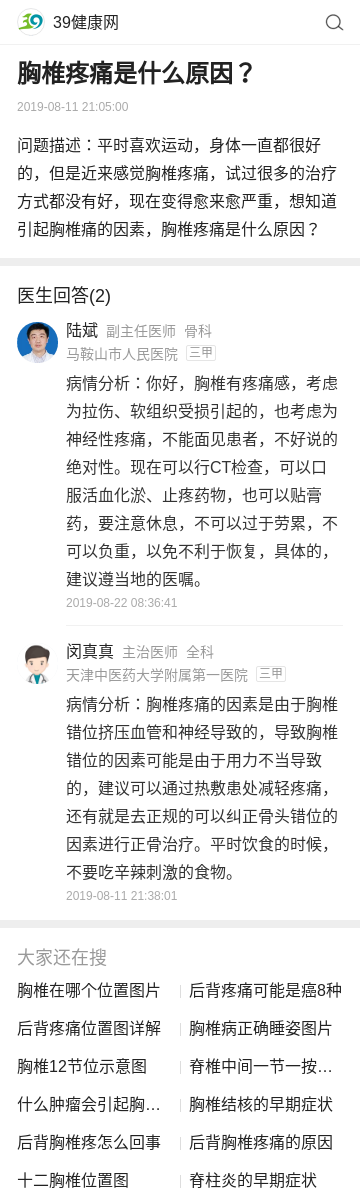 39健康网
胸椎疼痛是什么原因？
2019-08-11 21:05:00
问题描述：平时喜欢运动，身体一直都很好
的，但是近来感觉胸椎疼痛，试过很多的治疗
方式都没有好，现在变得愈来愈严重，想知道
引起胸椎痛的因素，胸椎疼痛是什么原因？
医生回答(2)
陆斌 副主任医师 骨科
马鞍山市人民医院 三甲
病情分析：你好，胸椎有疼痛感，考虑
为拉伤、软组织受损引起的，也考虑为
神经性疼痛，不能面见患者，不好说的
绝对性。现在可以行CT检查，可以口
服活血化淤、止疼药物，也可以贴膏
药，要注意休息，不可以过于劳累，不
可以负重，以免不利于恢复，具体的，
建议遵当地的医嘱。
2019-08-22 08:36:41
闵真真 主治医师 全科
天津中医药大学附属第一医院 三甲
病情分析：胸椎疼痛的因素是由于胸椎
错位挤压血管和神经导致的，导致胸椎
错位的因素可能是由于用力不当导致
的，建议可以通过热敷患处减轻疼痛，
还有就是去正规的可以纠正骨头错位的
因素进行正骨治疗。平时饮食的时候，
不要吃辛辣刺激的食物。
2019-08-11 21:38:01
大家还在搜
胸椎在哪个位置图片 后背疼痛可能是癌8种
后背疼痛位置图详解 胸椎病正确睡姿图片
胸椎12节位示意图 脊椎中间一节一按…
什么肿瘤会引起胸… 胸椎结核的早期症状
后背胸椎疼怎么回事 后背胸椎疼痛的原因
十二胸椎位置图 脊柱炎的早期症状